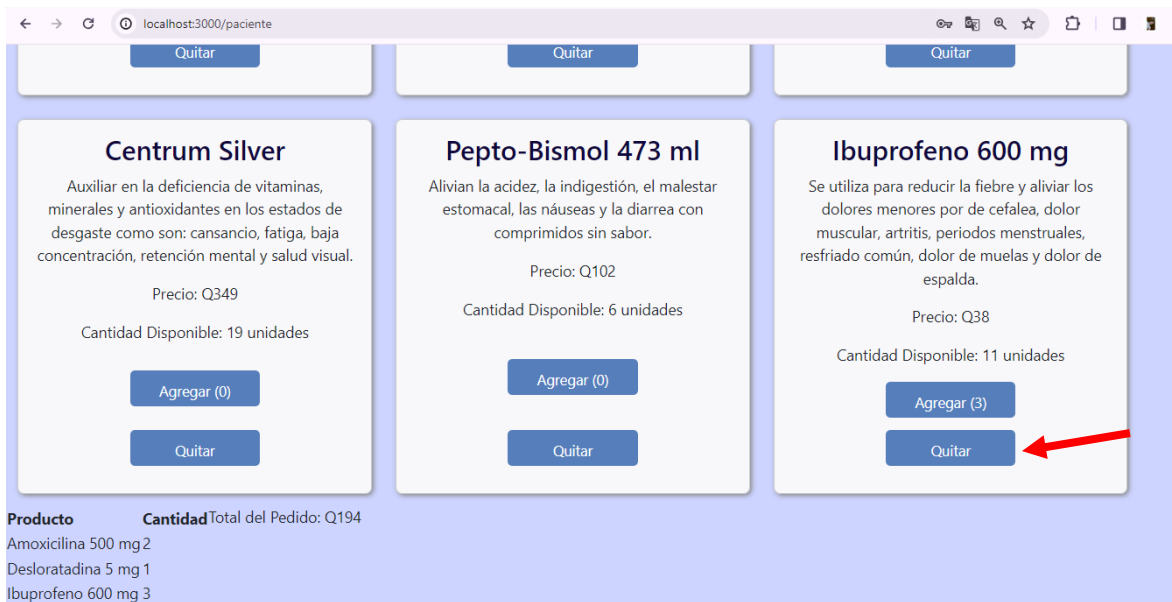 localhost:3000/paciente
Quitar
Quitar
Quitar
Centrum Silver
Auxiliar en la deficiencia de vitaminas,
minerales y antioxidantes en los estados de
desgaste como son: cansancio, fatiga, baja
concentración, retención mental y salud visual.
Precio: Q349
Cantidad Disponible: 19 unidades
Agregar (0)
Quitar
Pepto-Bismol 473 ml
Alivian la acidez, la indigestión, el malestar
estomacal, las náuseas y la diarrea con
comprimidos sin sabor.
Precio: Q102
Cantidad Disponible: 6 unidades
Agregar (0)
Quitar
Ibuprofeno 600 mg
Se utiliza para reducir la fiebre y aliviar los
dolores menores por de cefalea, dolor
muscular, artritis, periodos menstruales,
resfriado común, dolor de muelas y dolor de
espalda.
Precio: Q38
Cantidad Disponible: 11 unidades
Agregar (3)
Quitar
Producto Cantidad Total del Pedido: Q194
Amoxicilina 500 mg 2
Desloratadina 5 mg 1
Ibuprofeno 600 mg 3